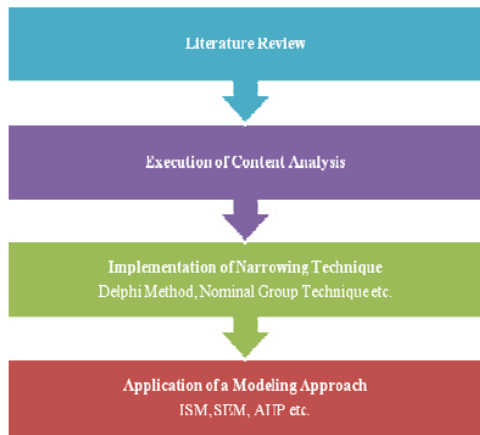 Literature Review
Execution of Content Analysis
Implementation of Narrowing Technique
Delphi Method, Nominal Group Technique etc.
Application of a Modeling Approach
ISM, SEM, AHP etc.